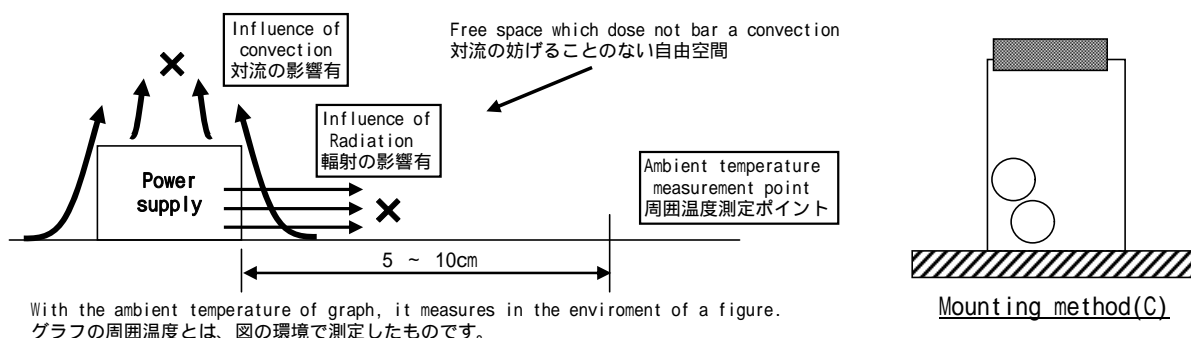 Influence of
convection
対流の影響有
Free space which dose not bar a convection
対流の妨げることのない自由空間
Influence of
Radiation
輻射の影響有
Power
supply
Ambient temperature
measurement point
周囲温度測定ポイント
5 ~ 10cm
With the ambient temperature of graph, it measures in the enviroment of a figure.
グラフの周囲温度とは、図の環境で測定したものです。
Mounting method(C)